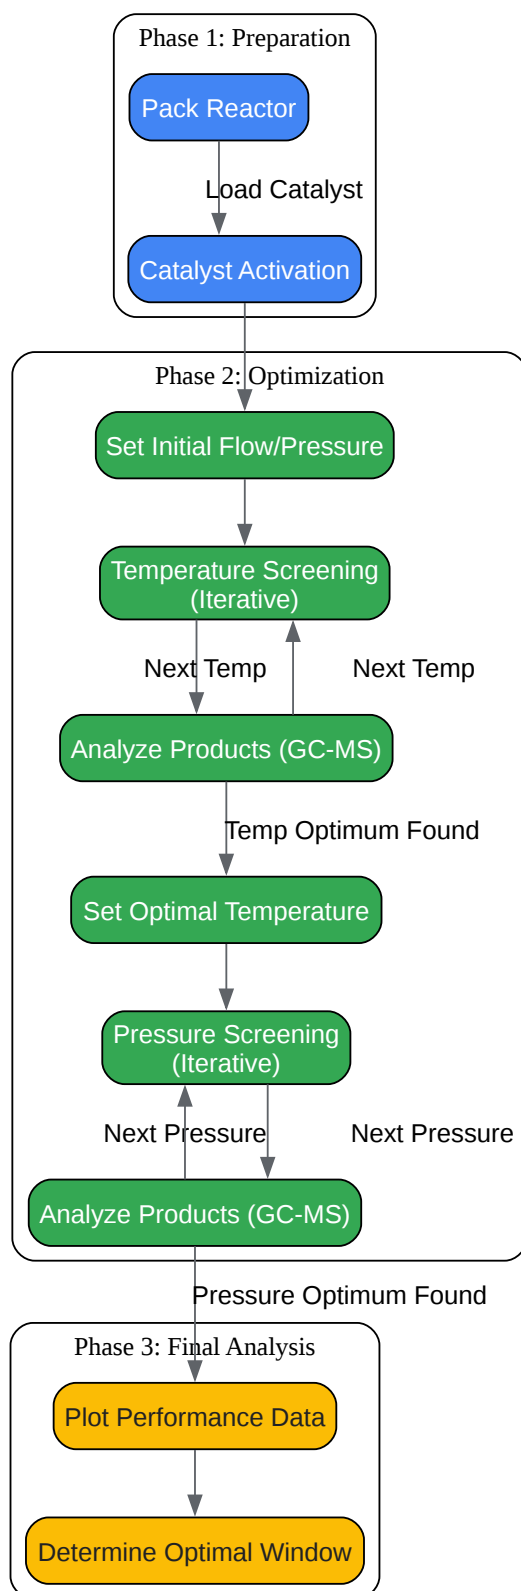 Phase 1: Preparation
Pack Reactor
Load Catalyst
Catalyst Activation
Phase 2: Optimization
Set Initial Flow/Pressure
Temperature Screening
(Iterative)
Next Temp
Next Temp
Analyze Products (GC-MS)
Temp Optimum Found
Set Optimal Temperature
Pressure Screening
(Iterative)
Next Pressure
Next Pressure
Analyze Products (GC-MS)
Pressure Optimum Found
Phase 3: Final Analysis
Plot Performance Data
Determine Optimal Window